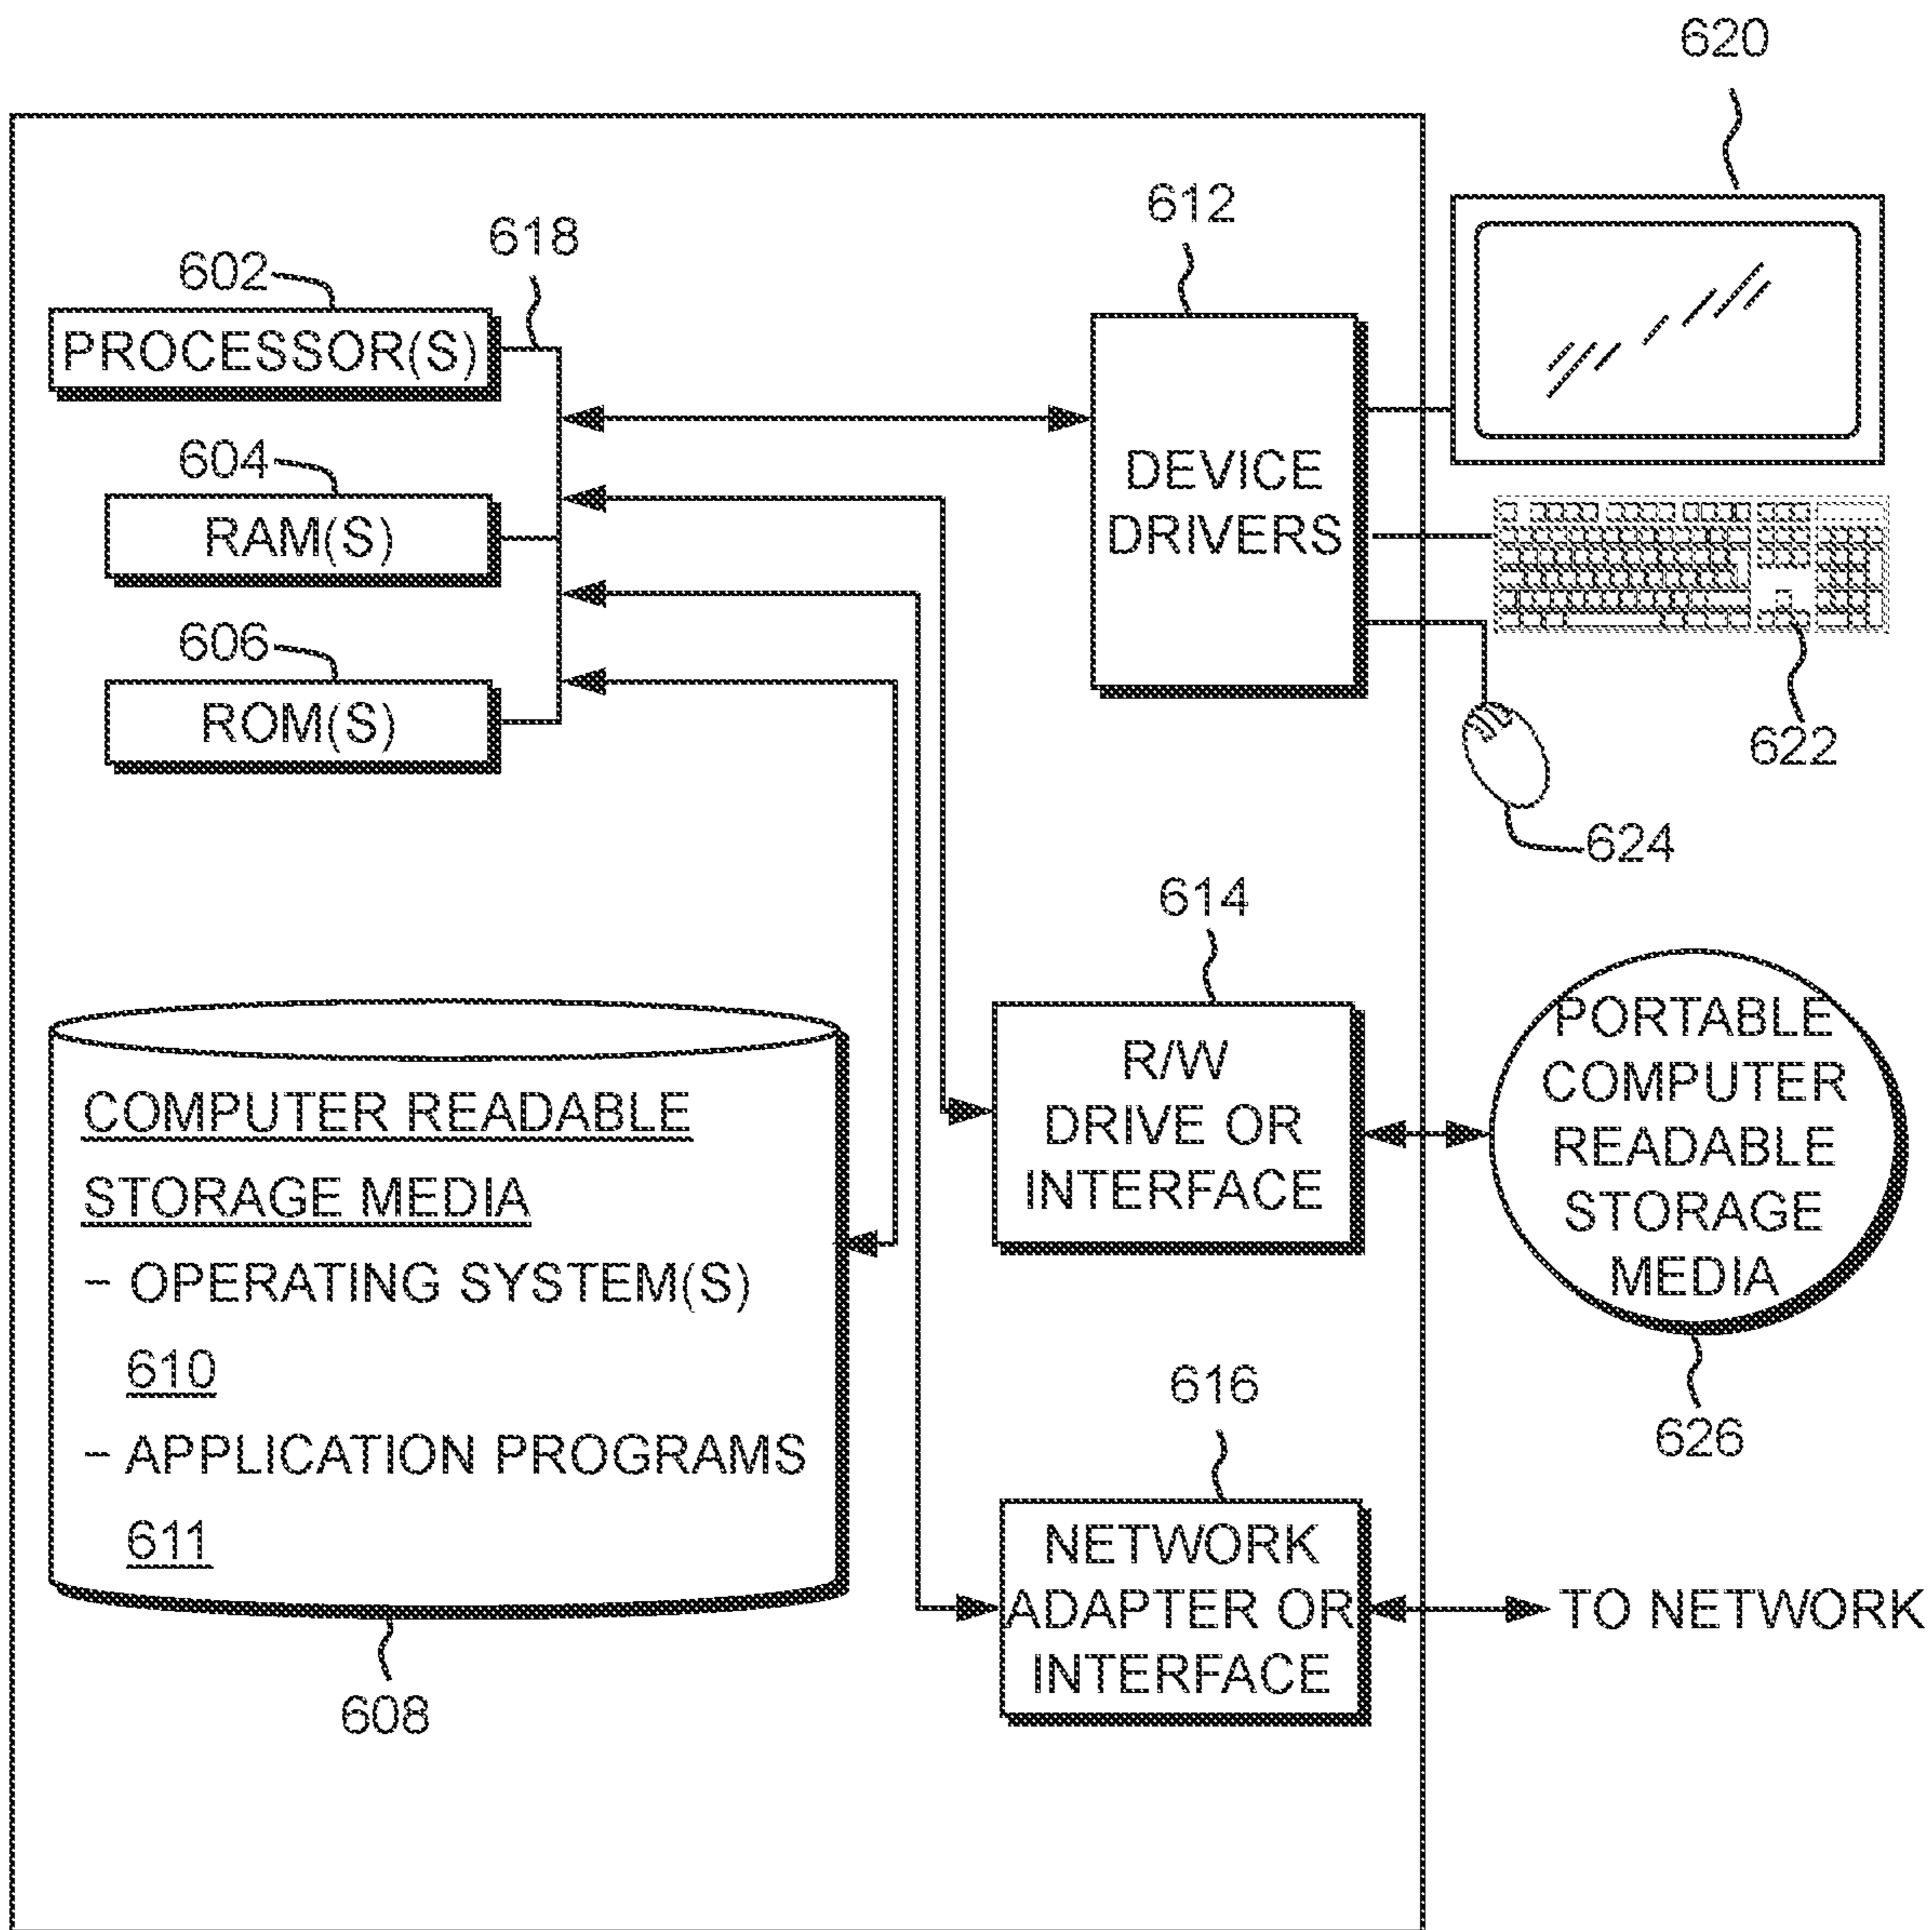 620
612
618
602
PROCESSOR(S)
604
RAM(S)
606
ROM(S)
DEVICE
DRIVERS
622
624
614
R/W
DRIVE OR
INTERFACE
PORTABLE
COMPUTER
READABLE
STORAGE
MEDIA
626
COMPUTER READABLE
STORAGE MEDIA
- OPERATING SYSTEM(S)
610
- APPLICATION PROGRAMS
611
608
616
NETWORK
ADAPTER OR
INTERFACE
TO NETWORK